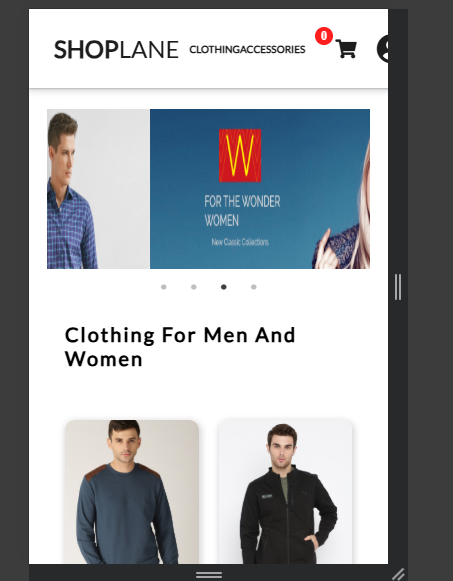 SHOPLANE CLOTHINGACCESSORIES 0
W
FOR THE WONDER
WOMEN
New Classic Collections
Clothing For Men And
Women